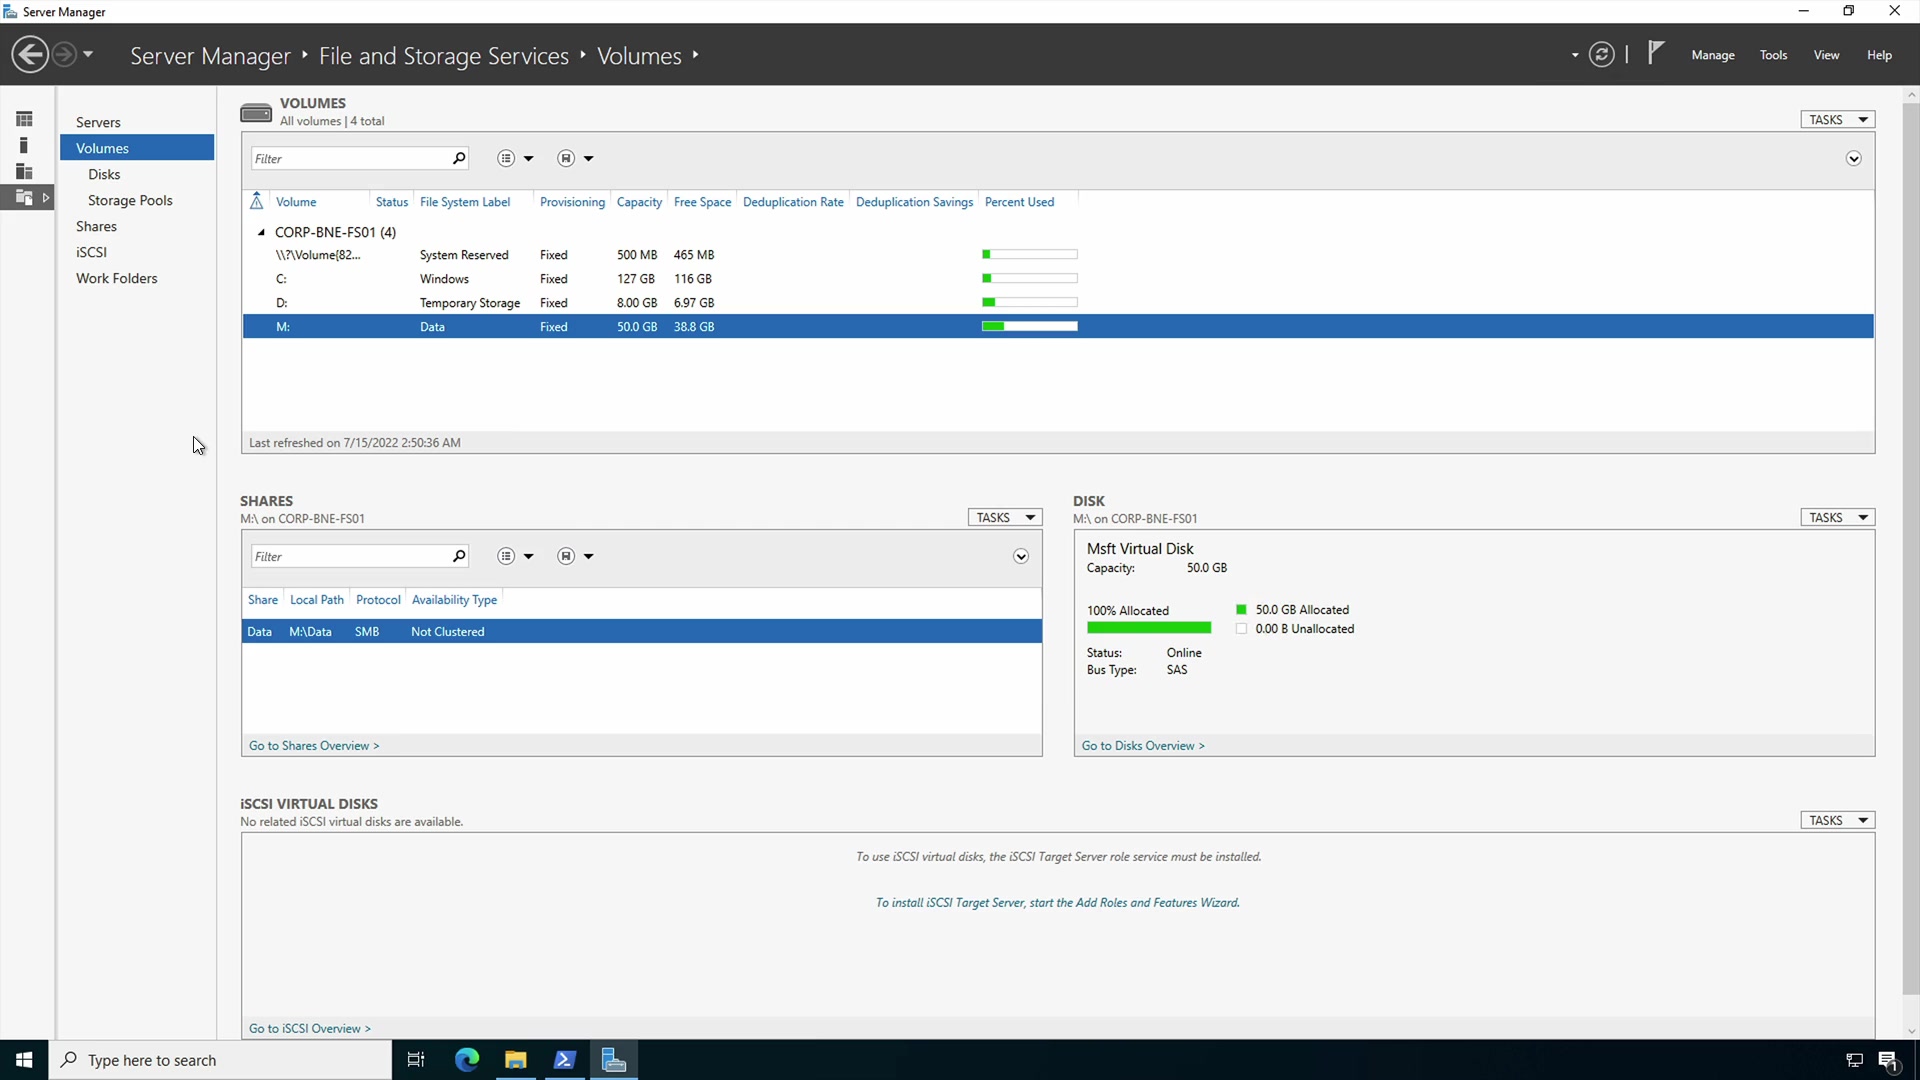 Server Manager
Server Manager ‣ File and Storage Services ‣ Volumes ‣
Manage Tools View Help
Servers
Volumes
Disks
Storage Pools
Shares
iSCSI
Work Folders
VOLUMES
All volumes | 4 total
TASKS
Filter
Volume Status File System Label Provisioning Capacity Free Space Deduplication Rate Deduplication Savings Percent Used
CORP-BNE-FS01 (4)
\\?\Volume{82... System Reserved Fixed 500 MB 465 MB
C: Windows Fixed 127 GB 116 GB
D: Temporary Storage Fixed 8.00 GB 6.97 GB
M: Data Fixed 50.0 GB 38.8 GB
Last refreshed on 7/15/2022 2:50:36 AM
SHARES
M:\ on CORP-BNE-FS01
TASKS
Filter
Share Local Path Protocol Availability Type
Data M:\Data SMB Not Clustered
Go to Shares Overview >
DISK
M:\ on CORP-BNE-FS01
TASKS
Msft Virtual Disk
Capacity: 50.0 GB
100% Allocated
50.0 GB Allocated
0.00 B Unallocated
Status: Online
Bus Type: SAS
Go to Disks Overview >
iSCSI VIRTUAL DISKS
No related iSCSI virtual disks are available.
TASKS
To use iSCSI virtual disks, the iSCSI Target Server role service must be installed.
To install iSCSI Target Server, start the Add Roles and Features Wizard.
Go to iSCSI Overview >
Type here to search
1